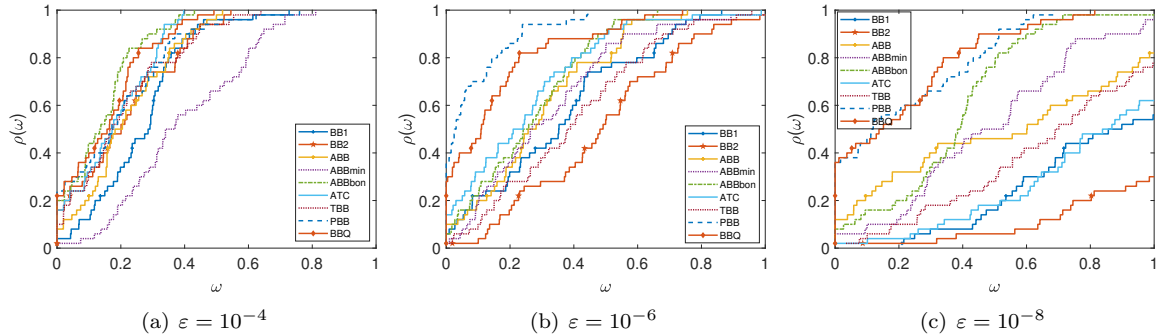 1
0.8
0.6
0.4
0.2
0
ρ(ω)
0 0.2 0.4 0.6 0.8 1
ω
BB1
BB2
ABB
ABBmin
ABBbon
ATC
TBB
PBB
BBQ
(a) ε = 10⁻⁴
1
0.8
0.6
0.4
0.2
0
ρ(ω)
0 0.2 0.4 0.6 0.8 1
ω
BB1
BB2
ABB
ABBmin
ABBbon
ATC
TBB
PBB
BBQ
(b) ε = 10⁻⁶
1
0.8
0.6
0.4
0.2
0
ρ(ω)
0 0.2 0.4 0.6 0.8 1
ω
BB1
BB2
ABB
ABBmin
ABBbon
ATC
TBB
PBB
BBQ
(c) ε = 10⁻⁸